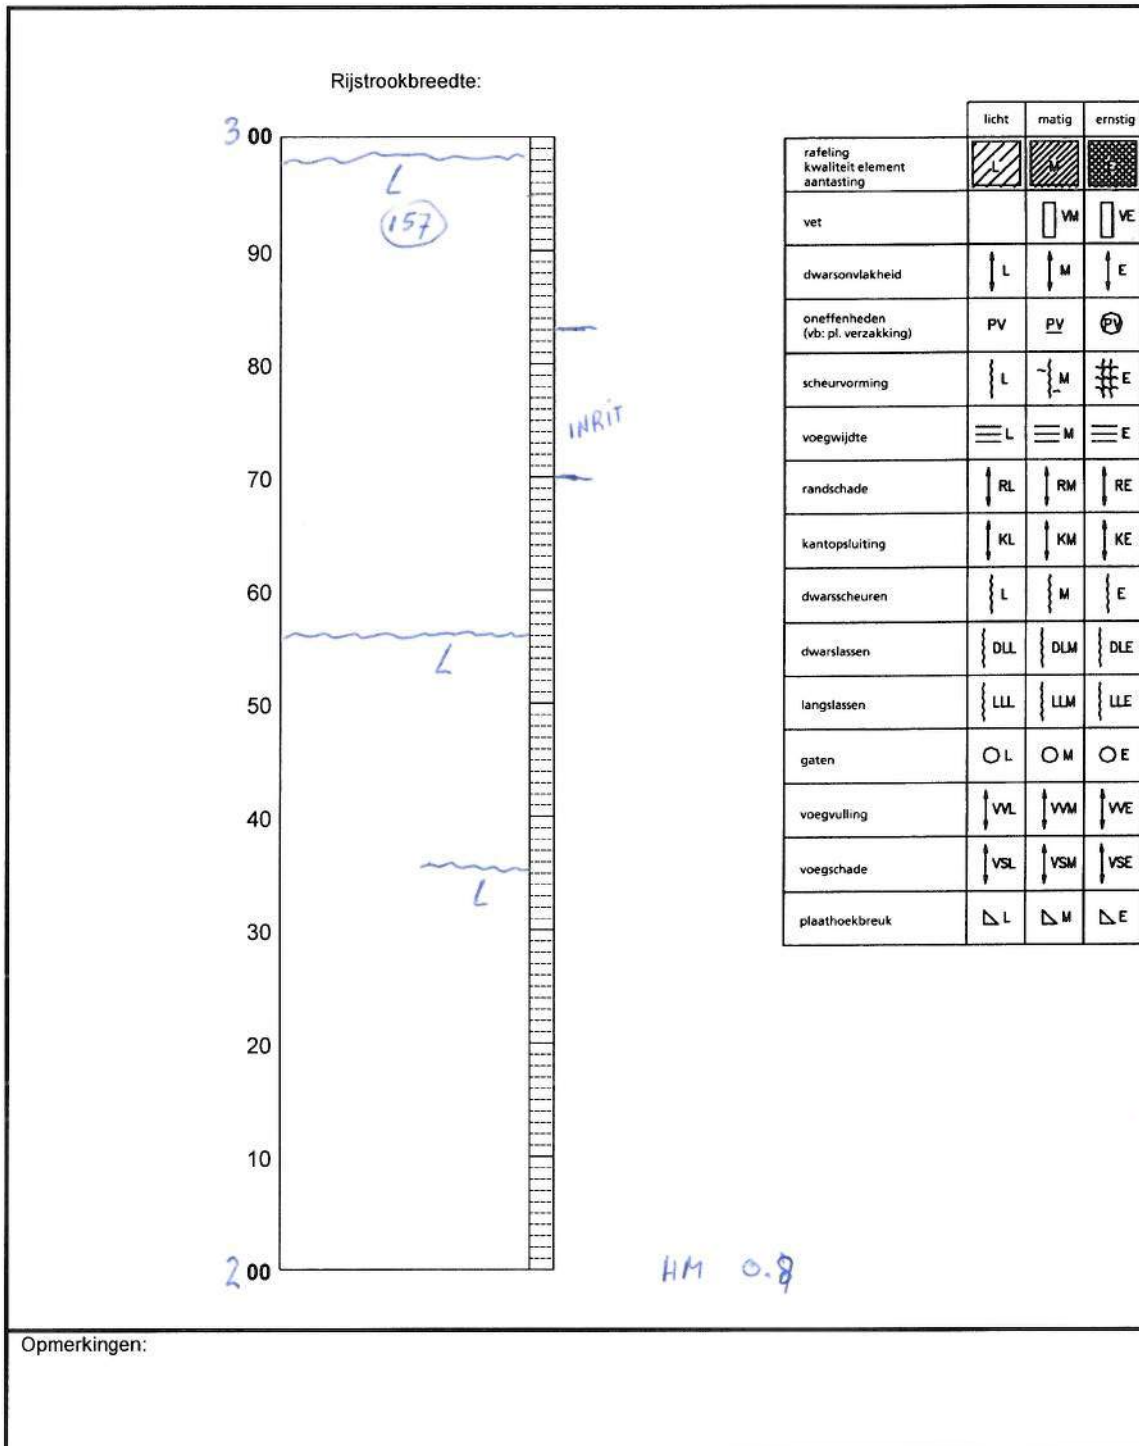 Rijstrookbreedte:
3 00
L
157
90
80
INRIT
70
60
L
50
40
L
30
20
10
2 00
HM 0.8
licht matig ernstig
rafeling
kwaliteit element
aantasting
L M E
vet
VM VE
dwarsonvlakheid
L M E
oneffenheden
(vb: pl. verzakking)
PV PV PV
scheurvorming
L M E
voegwijdte
L M E
randschade
RL RM RE
kantopsluiting
KL KM KE
dwarsscheuren
L M E
dwarslassen
DLL DLM DLE
langslassen
LLL LLM LLE
gaten
L M E
voegvulling
VVL VVM VVE
voegschade
VSL VSM VSE
plaathoekbreuk
L M E
Opmerkingen: